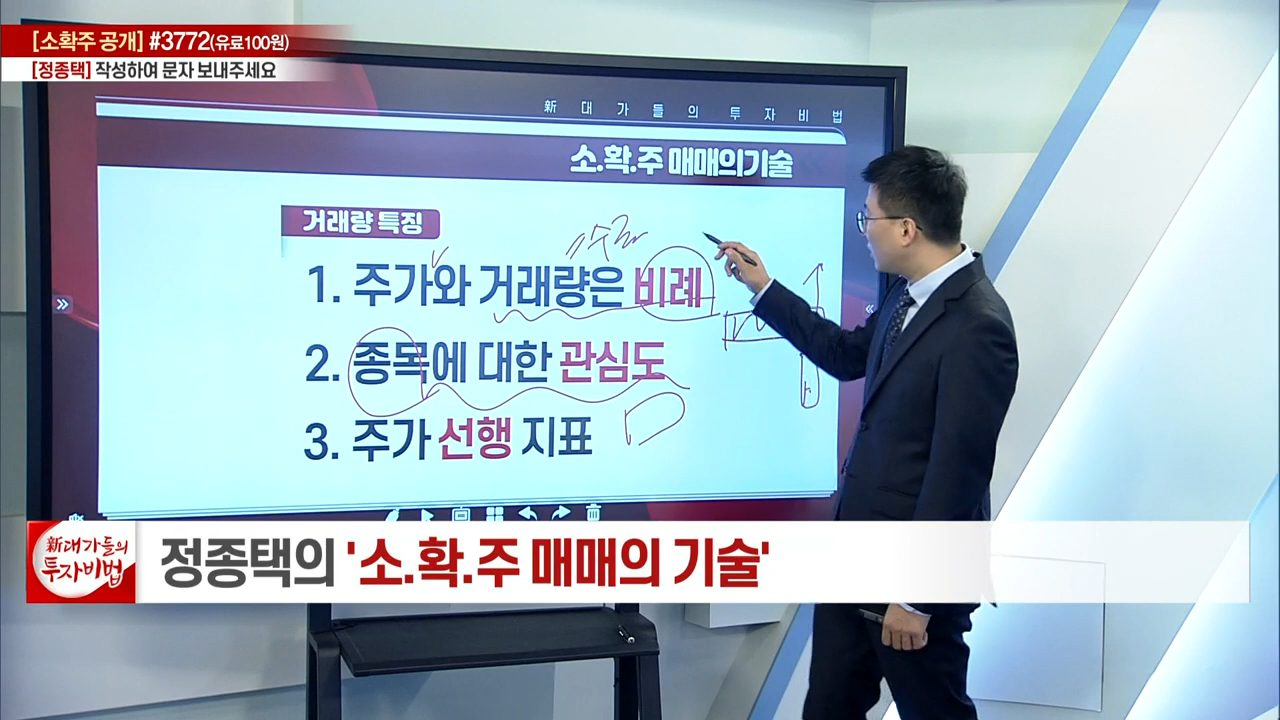 [소확주 공개] #3772(유료100원)
[정종택] 작성하여 문자 보내주세요
新 대가들의 투자비법
소.확.주 매매의기술
거래량 특징
1. 주가와 거래량은 비례
2. 종목에 대한 관심도
3. 주가 선행 지표
新대가들의
투자비법
정종택의 '소.확.주 매매의 기술'